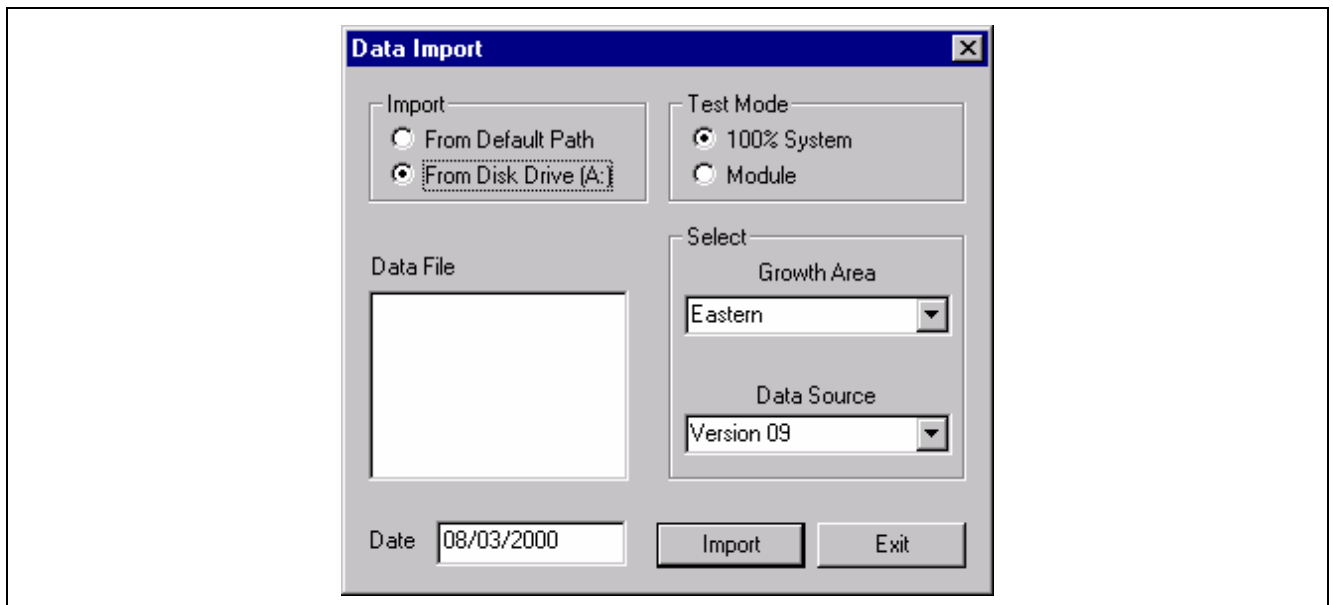 Data Import
Import
From Default Path
From Disk Drive (A:)
Test Mode
100% System
Module
Data File
Select
Growth Area
Eastern
Data Source
Version 09
Date 08/03/2000
Import Exit